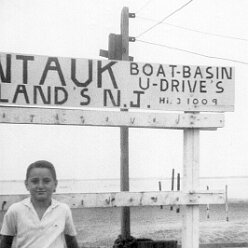 NTAUK BOAT-BASIN
LAND'S N.J. U-DRIVE'S
HI. 3 1009